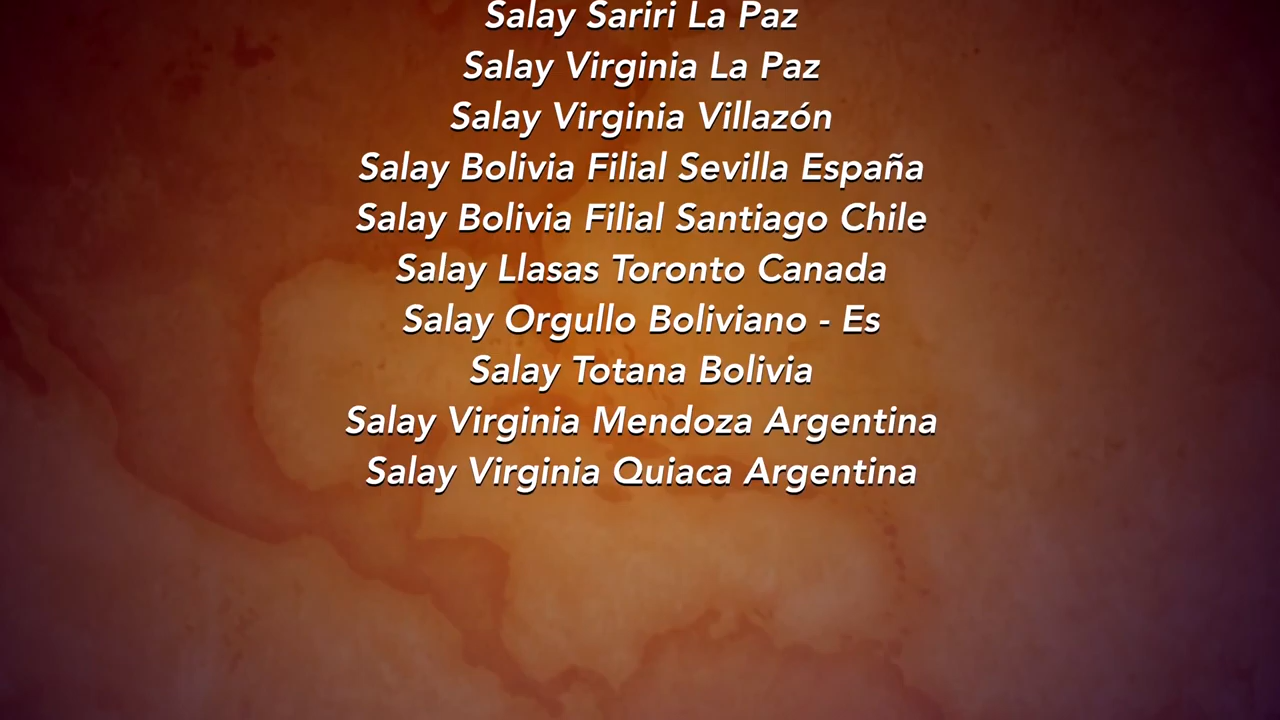 Salay Sariri La Paz
Salay Virginia La Paz
Salay Virginia Villazón
Salay Bolivia Filial Sevilla España
Salay Bolivia Filial Santiago Chile
Salay Llasas Toronto Canada
Salay Orgullo Boliviano - Es
Salay Totana Bolivia
Salay Virginia Mendoza Argentina
Salay Virginia Quiaca Argentina